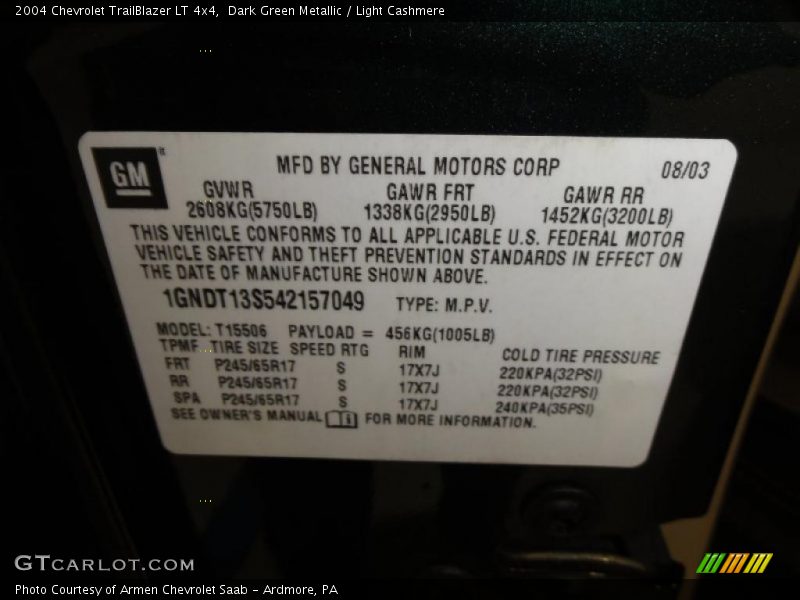 2004 Chevrolet TrailBlazer LT 4x4,  Dark Green Metallic / Light Cashmere
GM
MFD BY GENERAL MOTORS CORP 08/03
GVWR GAWR FRT GAWR RR
2608KG(5750LB) 1338KG(2950LB) 1452KG(3200LB)
THIS VEHICLE CONFORMS TO ALL APPLICABLE U.S. FEDERAL MOTOR
VEHICLE SAFETY AND THEFT PREVENTION STANDARDS IN EFFECT ON
THE DATE OF MANUFACTURE SHOWN ABOVE.
1GNDT13S542157049 TYPE: M.P.V.
MODEL: T15506 PAYLOAD = 456KG(1005LB)
TPMF TIRE SIZE SPEED RTG RIM COLD TIRE PRESSURE
FRT P245/65R17 S 17X7J 220KPA(32PSI)
RR P245/65R17 S 17X7J 220KPA(32PSI)
SPA P245/65R17 S 17X7J 240KPA(35PSI)
SEE OWNER'S MANUAL FOR MORE INFORMATION.
GTCARLOT.COM
Photo Courtesy of Armen Chevrolet Saab - Ardmore, PA